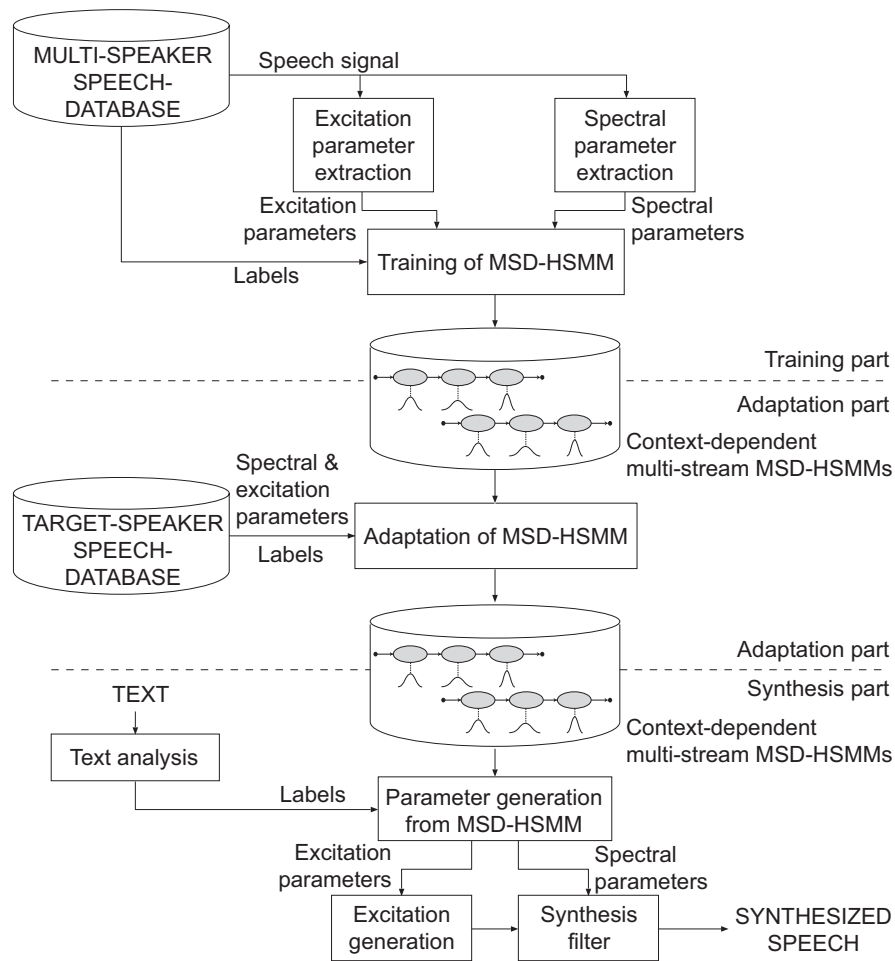 MULTI-SPEAKER
SPEECH-
DATABASE
Speech signal
Excitation
parameter
extraction
Spectral
parameter
extraction
Excitation
parameters
Spectral
parameters
Labels
Training of MSD-HSMM
Training part
Adaptation part
Context-dependent
multi-stream MSD-HSMMs
Spectral &
excitation
parameters
TARGET-SPEAKER
SPEECH-
DATABASE
Labels
Adaptation of MSD-HSMM
Adaptation part
Synthesis part
Context-dependent
multi-stream MSD-HSMMs
TEXT
Text analysis
Labels
Parameter generation
from MSD-HSMM
Excitation
parameters
Spectral
parameters
Excitation
generation
Synthesis
filter
SYNTHESIZED
SPEECH